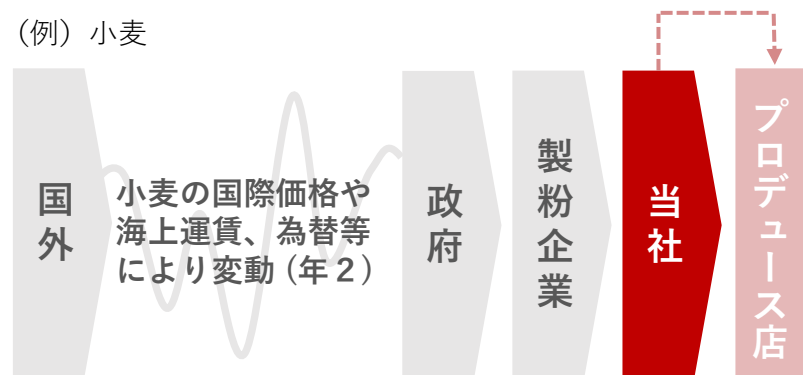 （例）小麦
国外
小麦の国際価格や
海上運賃、為替等
により変動（年２）
政府
製粉企業
当社
プロデュース店